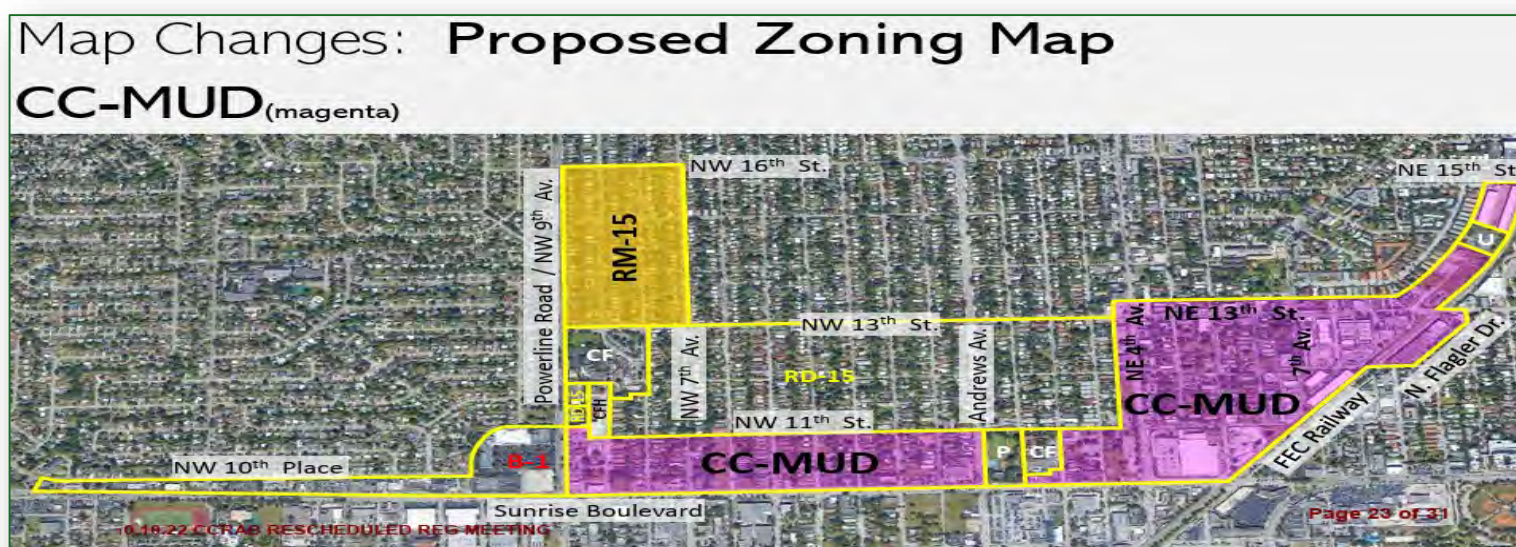 Map Changes: Proposed Zoning Map
CC-MUD(magenta)
NW 16th St.
NE 15th St
Powerline Road / NW 9th Av.
RM-15
U
NW 13th St.
NE 13th St.
NE 4th Av.
7th Av.
N. Flagler Dr.
CF
NW 7th Av.
RD-15
Andrews Av.
CC-MUD
NW 11th St.
FEC Railway
NW 10th Place
B-1
CC-MUD
P
CF
Sunrise Boulevard
CCRAB RESCHEDULED REG MEETING
Page 23 of 31